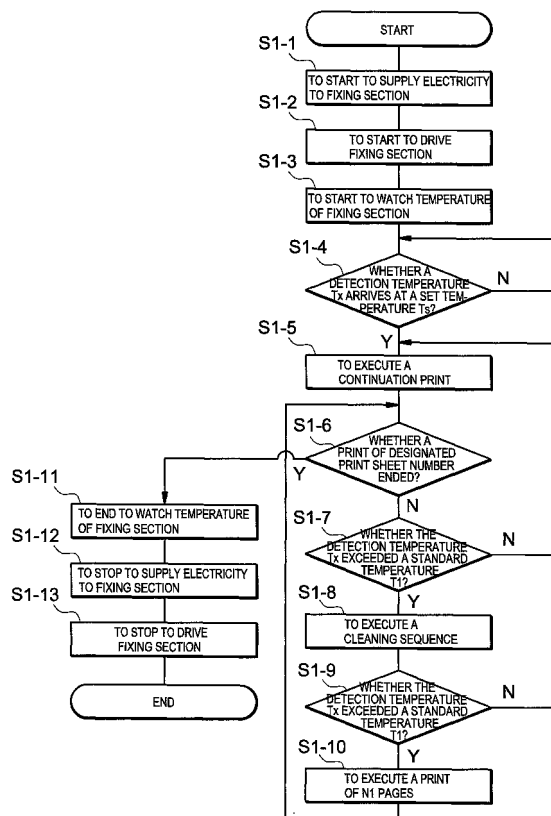 START
S1-1
TO START TO SUPPLY ELECTRICITY
TO FIXING SECTION
S1-2
TO START TO DRIVE
FIXING SECTION
S1-3
TO START TO WATCH TEMPERATURE
OF FIXING SECTION
S1-4
WHETHER A
DETECTION TEMPERATURE
Tx ARRIVES AT A SET TEM-
PERATURE Ts?
N
Y
S1-5
TO EXECUTE A
CONTINUATION PRINT
S1-6
WHETHER A
PRINT OF DESIGNATED
PRINT SHEET NUMBER
ENDED?
Y
N
S1-7
WHETHER THE
DETECTION TEMPERATURE
Tx EXCEEDED A STANDARD
TEMPERATURE
T1?
N
Y
S1-8
TO EXECUTE A
CLEANING SEQUENCE
S1-9
WHETHER THE
DETECTION TEMPERATURE
Tx EXCEEDED A STANDARD
TEMPERATURE
T1?
N
Y
S1-10
TO EXECUTE A PRINT
OF N1 PAGES
S1-11
TO END TO WATCH TEMPERATURE
OF FIXING SECTION
S1-12
TO STOP TO SUPPLY ELECTRICITY
TO FIXING SECTION
S1-13
TO STOP TO DRIVE
FIXING SECTION
END